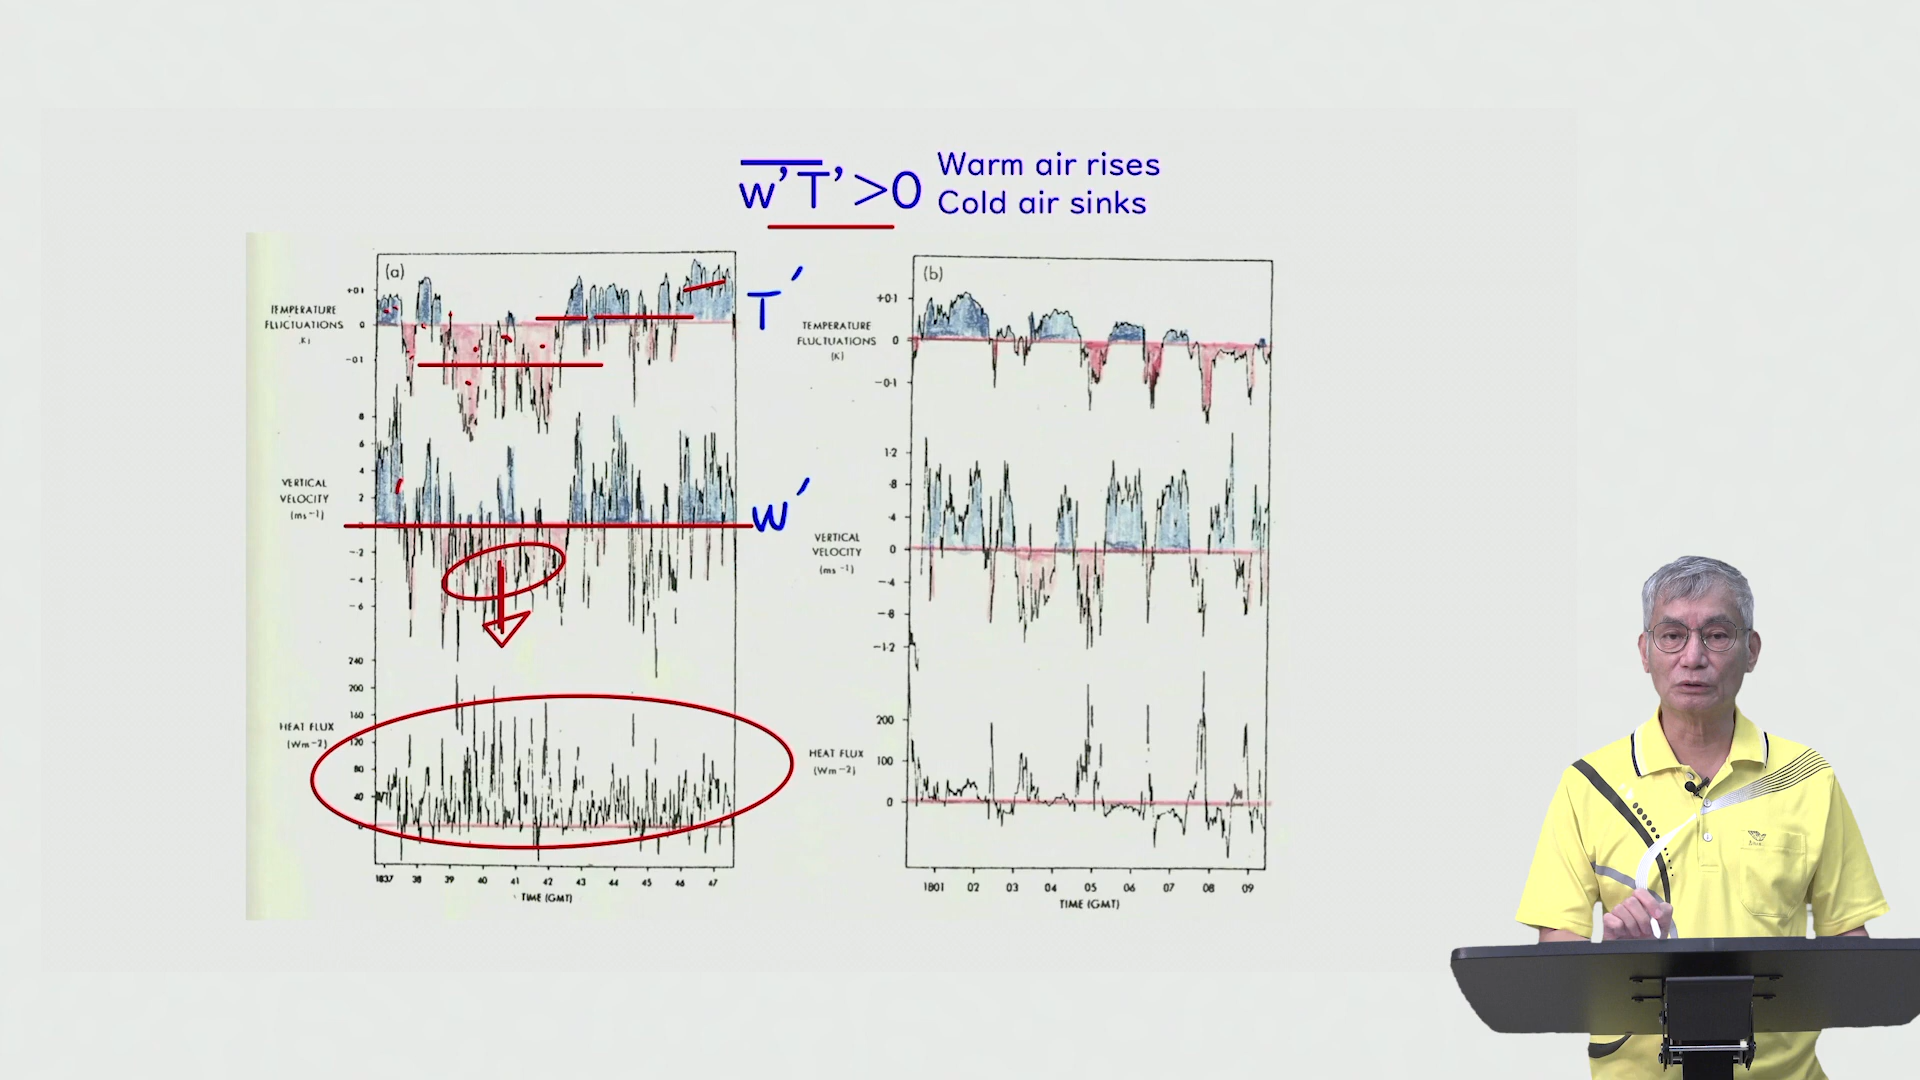 w’T’>0
Warm air rises
Cold air sinks
(a)
TEMPERATURE
FLUCTUATIONS
(K)
+0·1
0
-0·1
T′
VERTICAL
VELOCITY
(ms⁻¹)
8
6
4
2
-2
-4
-6
w′
HEAT FLUX
(Wm⁻²)
240
200
160
120
80
40
0
1837 38 39 40 41 42 43 44 45 46 47
TIME (GMT)
(b)
TEMPERATURE
FLUCTUATIONS
(K)
+0·1
0
-0·1
VERTICAL
VELOCITY
(ms⁻¹)
1·2
·8
·4
0
-·4
-·8
-1·2
HEAT FLUX
(Wm⁻²)
200
100
0
1801 02 03 04 05 06 07 08 09
TIME (GMT)